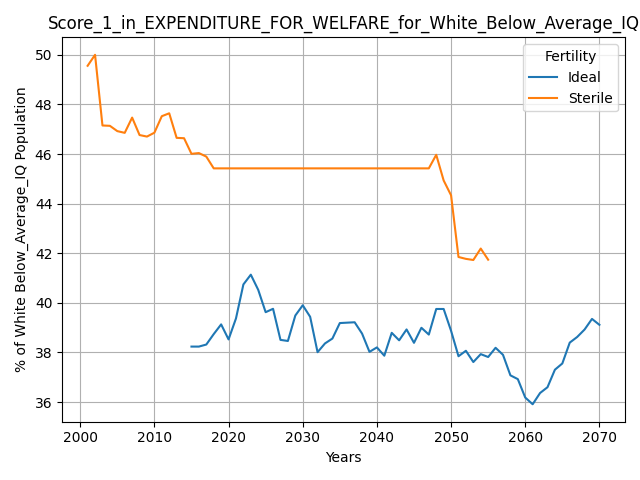 Score_1_in_EXPENDITURE_FOR_WELFARE_for_White_Below_Average_IQ
Fertility
Ideal
Sterile
% of White Below_Average_IQ Population
50
48
46
44
42
40
38
36
2000 2010 2020 2030 2040 2050 2060 2070
Years